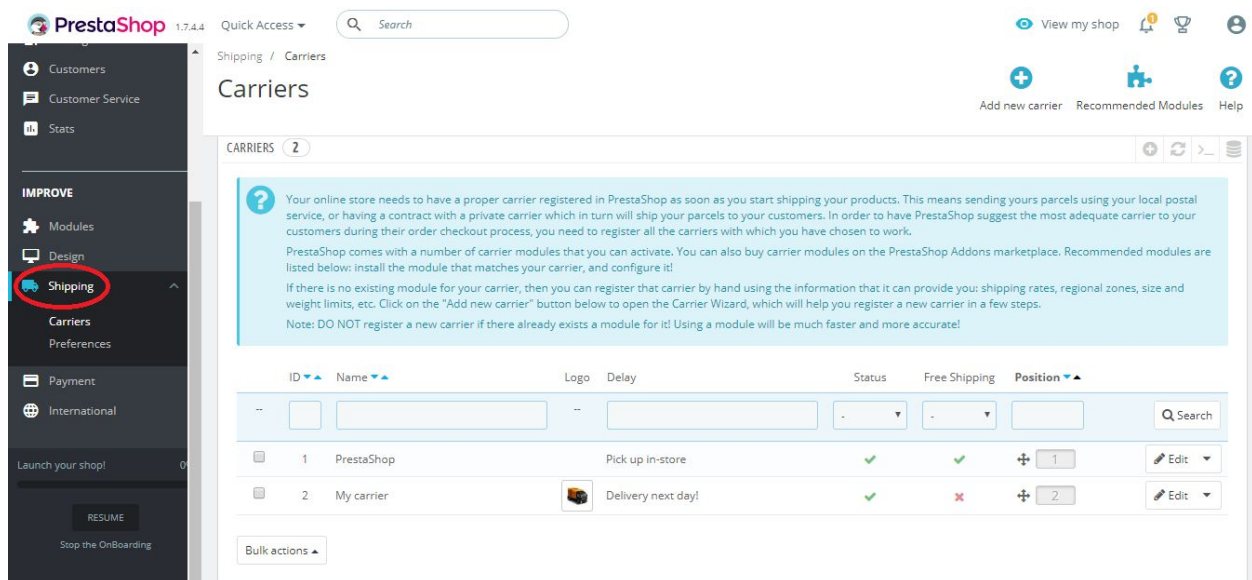 PrestaShop 1.7.4.4 Quick Access Search View my shop 1
Customers
Customer Service
Stats
IMPROVE
Modules
Design
Shipping
Carriers
Preferences
Payment
International
Launch your shop!
RESUME
Stop the OnBoarding
Shipping / Carriers
Carriers
Add new carrier Recommended Modules Help
CARRIERS 2
Your online store needs to have a proper carrier registered in PrestaShop as soon as you start shipping your products. This means sending yours parcels using your local postal
service, or having a contract with a private carrier which in turn will ship your parcels to your customers. In order to have PrestaShop suggest the most adequate carrier to your
customers during their order checkout process, you need to register all the carriers with which you have chosen to work.
PrestaShop comes with a number of carrier modules that you can activate. You can also buy carrier modules on the PrestaShop Addons marketplace. Recommended modules are
listed below: install the module that matches your carrier, and configure it!
If there is no existing module for your carrier, then you can register that carrier by hand using the information that it can provide you: shipping rates, regional zones, size and
weight limits, etc. Click on the "Add new carrier" button below to open the Carrier Wizard, which will help you register a new carrier in a few steps.
Note: DO NOT register a new carrier if there already exists a module for it! Using a module will be much faster and more accurate!
ID Name Logo Delay Status Free Shipping Position
-- -- - - Search
1 PrestaShop Pick up in-store 1 Edit
2 My carrier Delivery next day! 2 Edit
Bulk actions